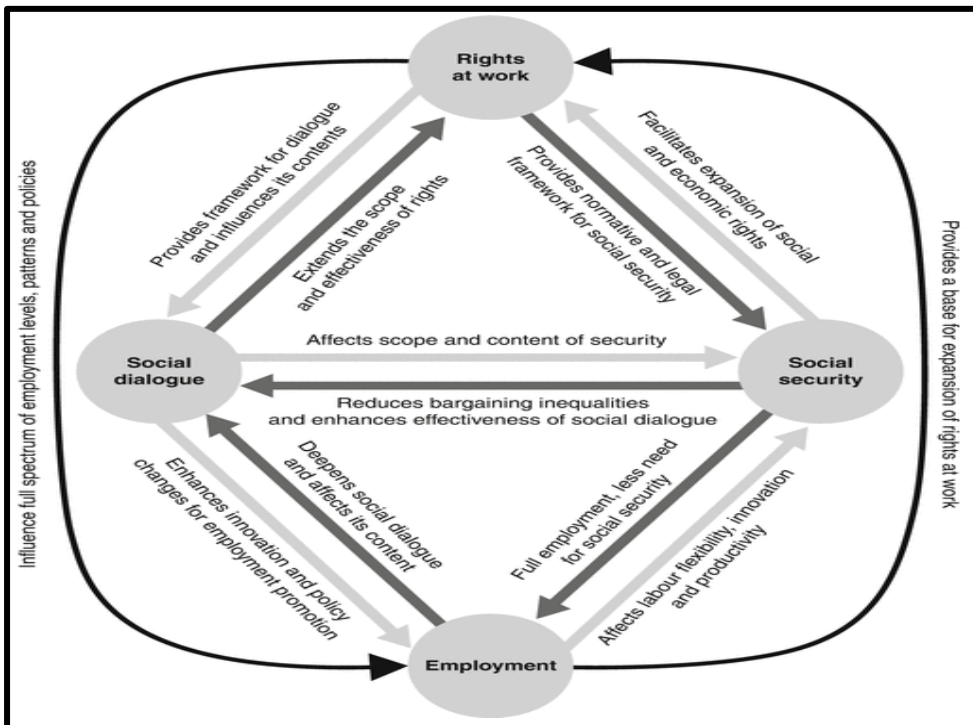 Rights
at work
Provides framework for dialogue
and influences its contents
Extends the scope
and effectiveness of rights
Provides normative and legal
framework for social security
Facilitates expansion of social
and economic rights
Influence full spectrum of employment levels, patterns and policies
Provides a base for expansion of rights at work
Social
dialogue
Affects scope and content of security
Social
security
Reduces bargaining inequalities
and enhances effectiveness of social dialogue
Enhances innovation and policy
changes for employment promotion
Deepens social dialogue
and affects its content
Full employment, less need
for social security
Affects labour flexibility, innovation
and productivity
Employment